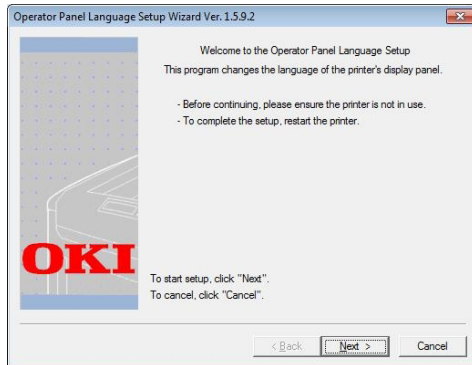 Operator Panel Language Setup Wizard Ver. 1.5.9.2
Welcome to the Operator Panel Language Setup
This program changes the language of the printer's display panel.
- Before continuing, please ensure the printer is not in use.
- To complete the setup, restart the printer.
OKI
To start setup, click "Next".
To cancel, click "Cancel".
< Back Next > Cancel